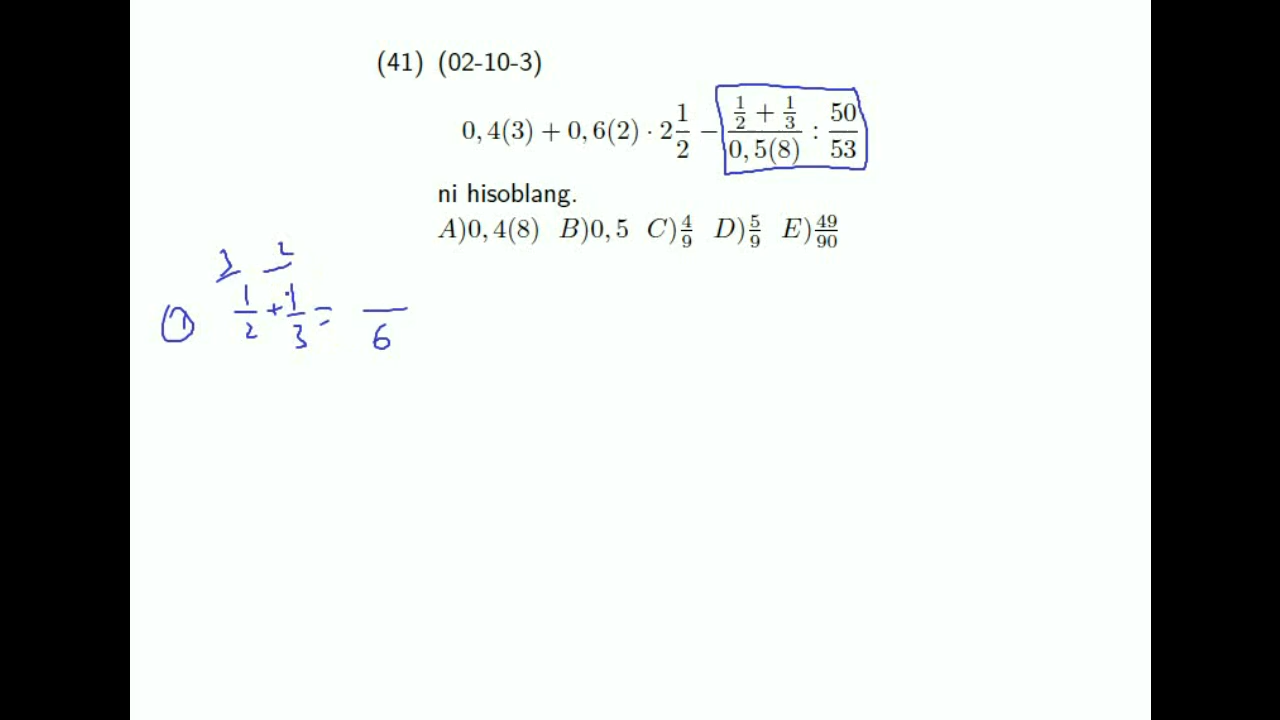 (41) (02-10-3)
0,4(3) + 0,6(2) · 2 1/2 − (1/2 + 1/3)/0,5(8) : 50/53
ni hisoblang.
A)0,4(8) B)0,5 C)4/9 D)5/9 E)49/90
3 2
① 1/2 + 1/3 = /6